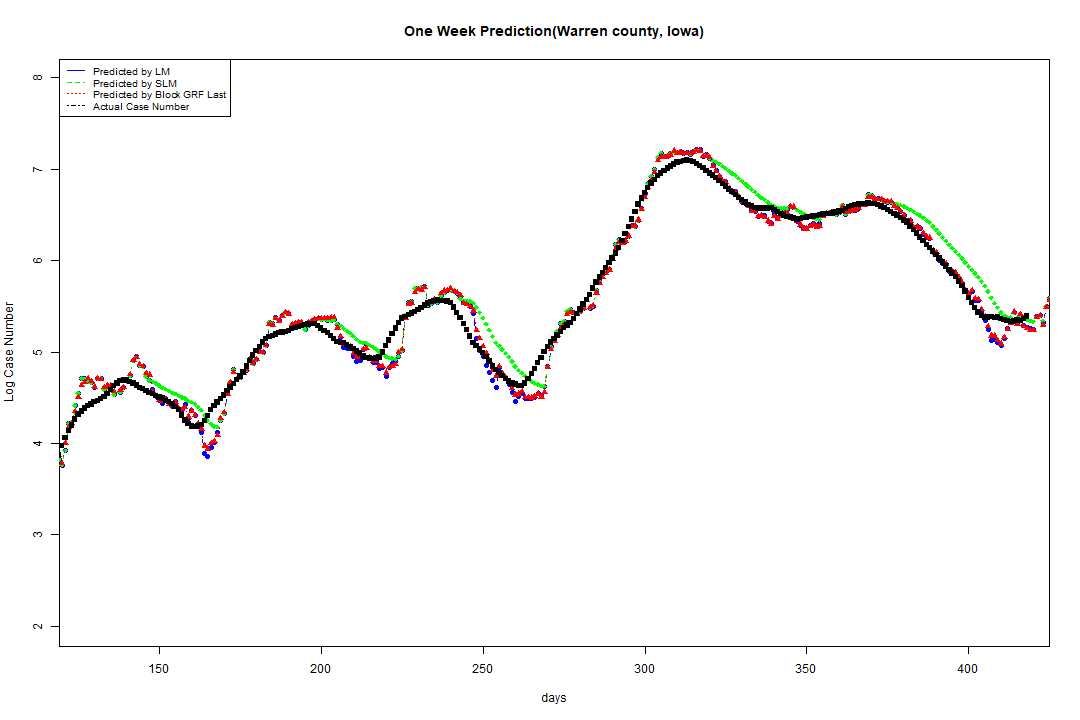 One Week Prediction(Warren county, Iowa)
Predicted by LM
Predicted by SLM
Predicted by Block GRF Last
Actual Case Number
8
7
6
5
4
3
2
Log Case Number
150 200 250 300 350 400
days